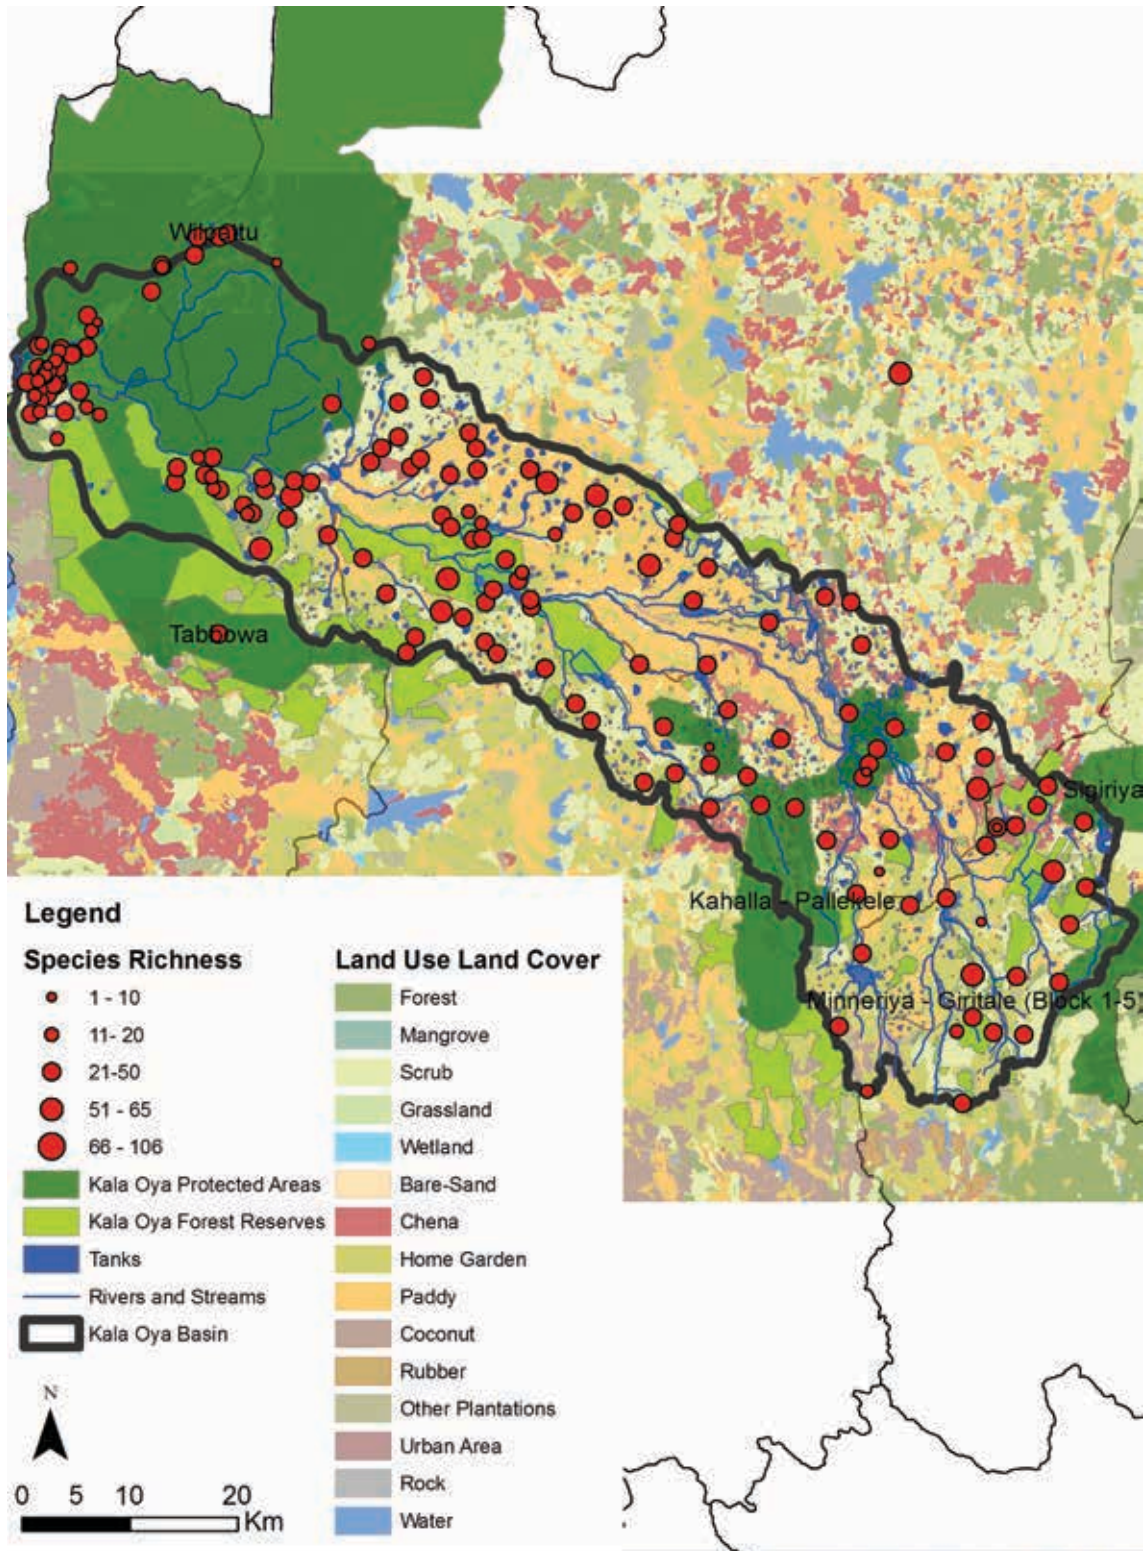 Wilpattu
Tabbowa
Sigiriya
Kahalla - Pallekele
Minneriya - Giritale (Block 1-5)
Legend
Species Richness
1 - 10
11- 20
21-50
51 - 65
66 - 106
Kala Oya Protected Areas
Kala Oya Forest Reserves
Tanks
Rivers and Streams
Kala Oya Basin
Land Use Land Cover
Forest
Mangrove
Scrub
Grassland
Wetland
Bare-Sand
Chena
Home Garden
Paddy
Coconut
Rubber
Other Plantations
Urban Area
Rock
Water
N
0 5 10 20
Km